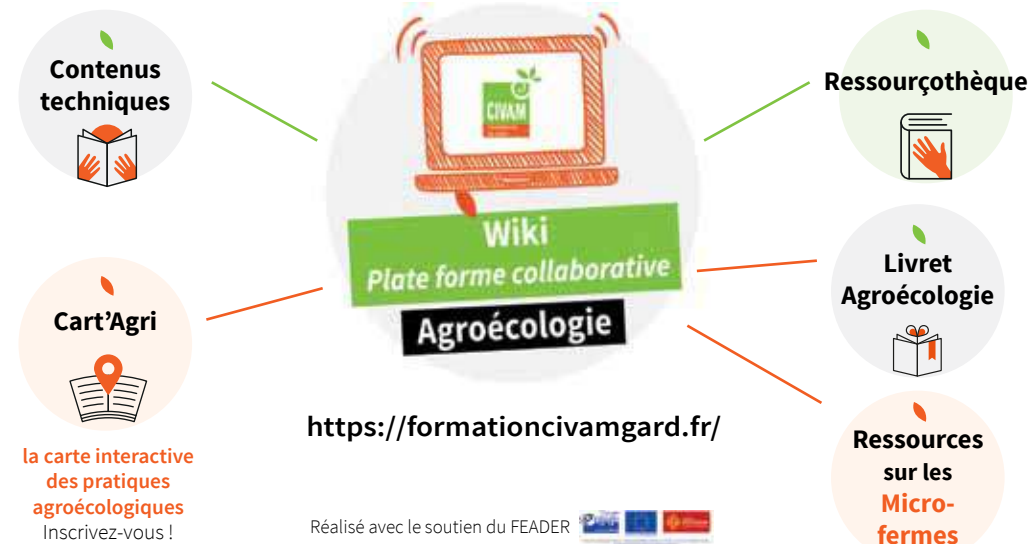 Contenus
techniques
Ressourçothèque
CIVAM
Wiki
Plate forme collaborative
Agroécologie
Cart'Agri
la carte interactive
des pratiques
agroécologiques
Inscrivez-vous !
Livret
Agroécologie
Ressources
sur les
Micro-
fermes
https://formationcivamgard.fr/
Réalisé avec le soutien du FEADER